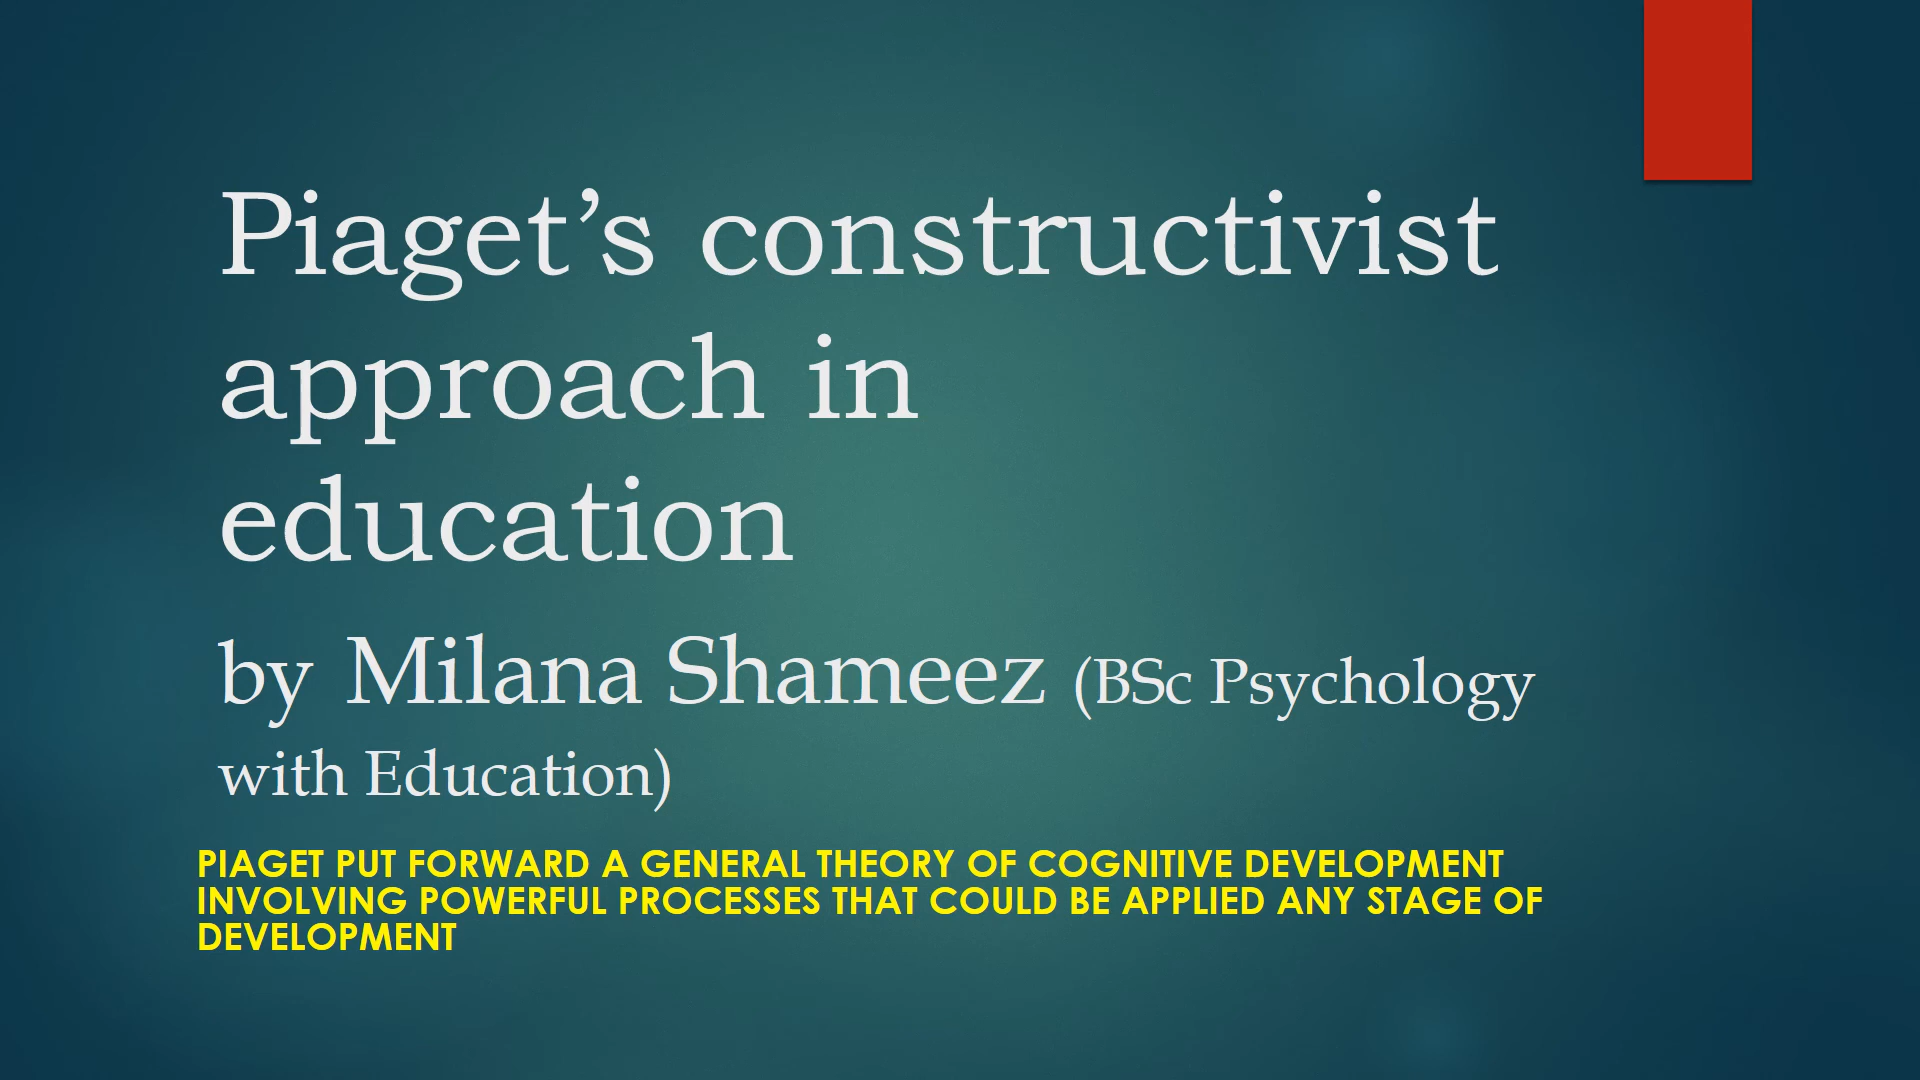 Piaget’s constructivist
approach in
education
by Milana Shameez (BSc Psychology
with Education)
PIAGET PUT FORWARD A GENERAL THEORY OF COGNITIVE DEVELOPMENT
INVOLVING POWERFUL PROCESSES THAT COULD BE APPLIED ANY STAGE OF
DEVELOPMENT